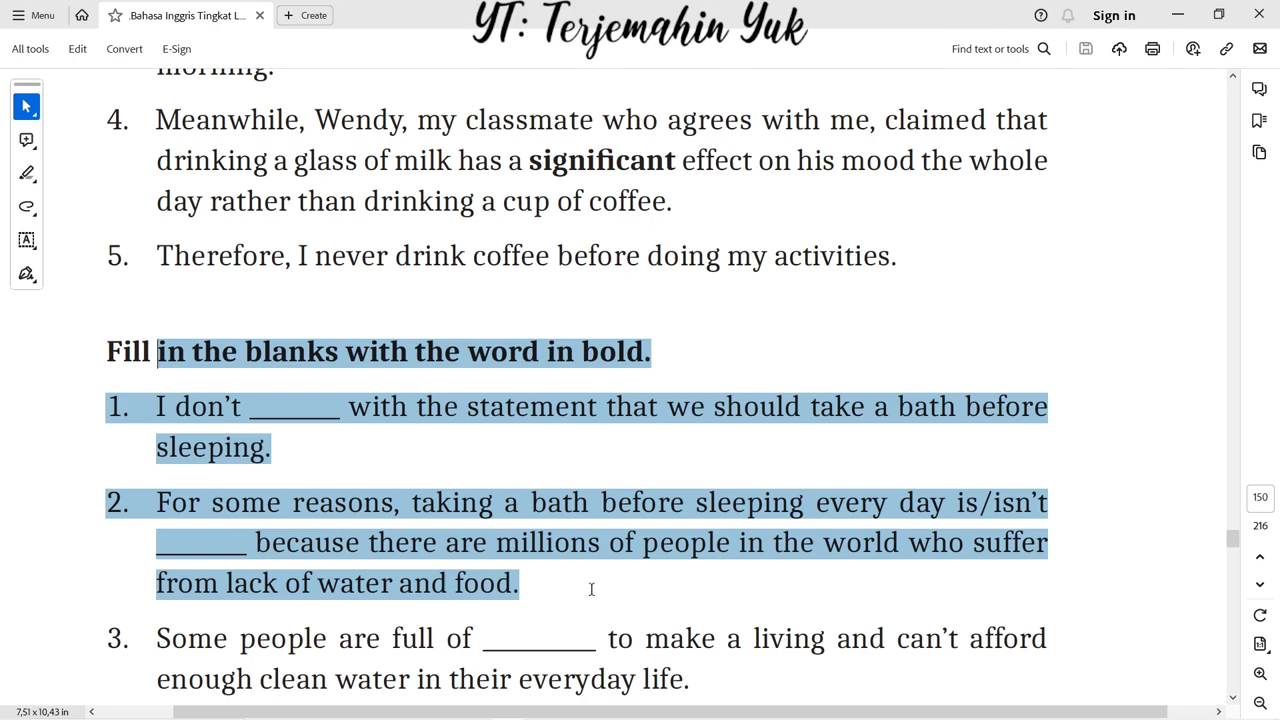 Menu
.Bahasa Inggris Tingkat L...
Create
YT: Terjemahin Yuk
Sign in
All tools
Edit
Convert
E-Sign
Find text or tools
morning.
4. Meanwhile, Wendy, my classmate who agrees with me, claimed that
drinking a glass of milk has a significant effect on his mood the whole
day rather than drinking a cup of coffee.
5. Therefore, I never drink coffee before doing my activities.
Fill in the blanks with the word in bold.
1. I don't _______ with the statement that we should take a bath before
sleeping.
2. For some reasons, taking a bath before sleeping every day is/isn't
_______ because there are millions of people in the world who suffer
from lack of water and food.
3. Some people are full of _________ to make a living and can't afford
enough clean water in their everyday life.
150
216
7,51 x 10,43 in